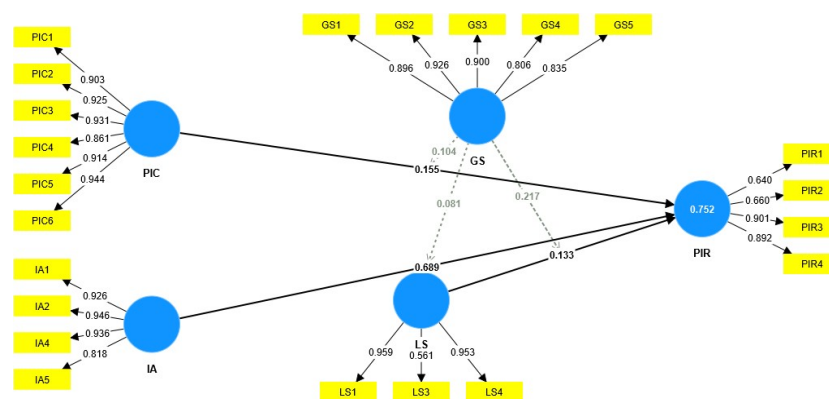 GS1 GS2 GS3 GS4 GS5
0.896 0.926 0.900 0.806 0.835
GS
PIC1
PIC2
PIC3
PIC4
PIC5
PIC6
0.903
0.925
0.931
0.861
0.914
0.944
PIC
0.104
0.155
0.081
0.217
PIR1
PIR2
PIR3
PIR4
0.640
0.660
0.901
0.892
0.752
PIR
0.689
0.133
IA1
IA2
IA4
IA5
0.926
0.946
0.936
0.818
IA
LS
0.959 0.561 0.953
LS1 LS3 LS4